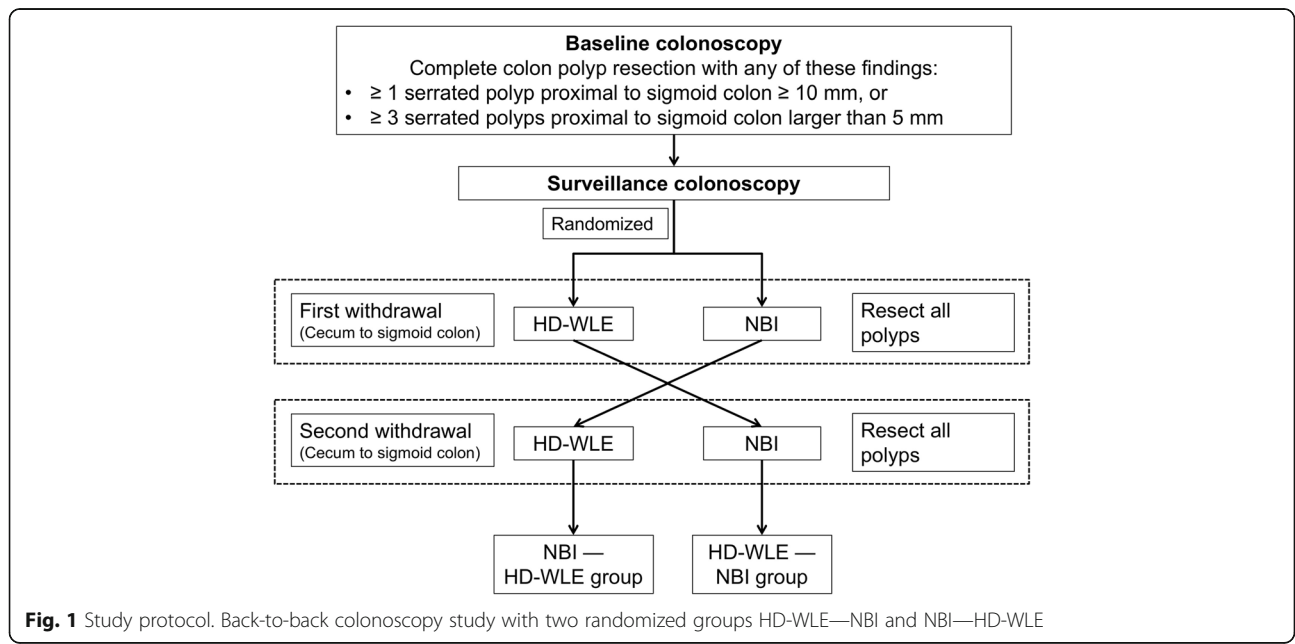 Baseline colonoscopy
Complete colon polyp resection with any of these findings:
• ≥ 1 serrated polyp proximal to sigmoid colon ≥ 10 mm, or
• ≥ 3 serrated polyps proximal to sigmoid colon larger than 5 mm
Surveillance colonoscopy
Randomized
First withdrawal
(Cecum to sigmoid colon)
HD-WLE
NBI
Resect all
polyps
Second withdrawal
(Cecum to sigmoid colon)
HD-WLE
NBI
Resect all
polyps
NBI —
HD-WLE group
HD-WLE —
NBI group
Fig. 1 Study protocol. Back-to-back colonoscopy study with two randomized groups HD-WLE—NBI and NBI—HD-WLE